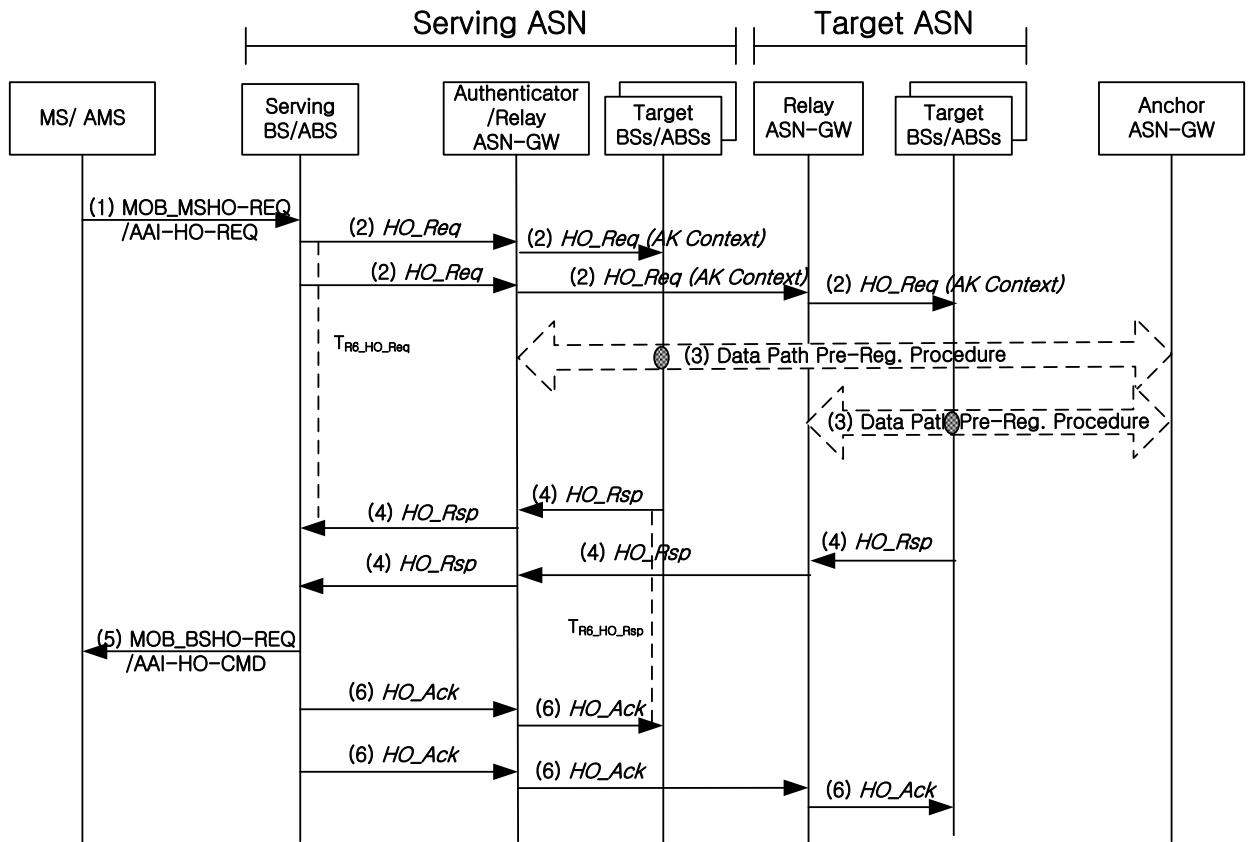 Serving ASN
Target ASN
MS/ AMS
Serving
BS/ABS
Authenticator
/Relay
ASN-GW
Target
BSs/ABSs
Relay
ASN-GW
Target
BSs/ABSs
Anchor
ASN-GW
(1) MOB_MSHO-REQ
/AAI-HO-REQ
(2) HO_Req
(2) HO_Req (AK Context)
(2) HO_Req
(2) HO_Req (AK Context)
(2) HO_Req (AK Context)
TR6_HO_Req
(3) Data Path Pre-Reg. Procedure
(3) Data Path Pre-Reg. Procedure
(4) HO_Rsp
(4) HO_Rsp
(4) HO_Rsp
(4) HO_Rsp
(4) HO_Rsp
TR6_HO_Rsp
(5) MOB_BSHO-REQ
/AAI-HO-CMD
(6) HO_Ack
(6) HO_Ack
(6) HO_Ack
(6) HO_Ack
(6) HO_Ack